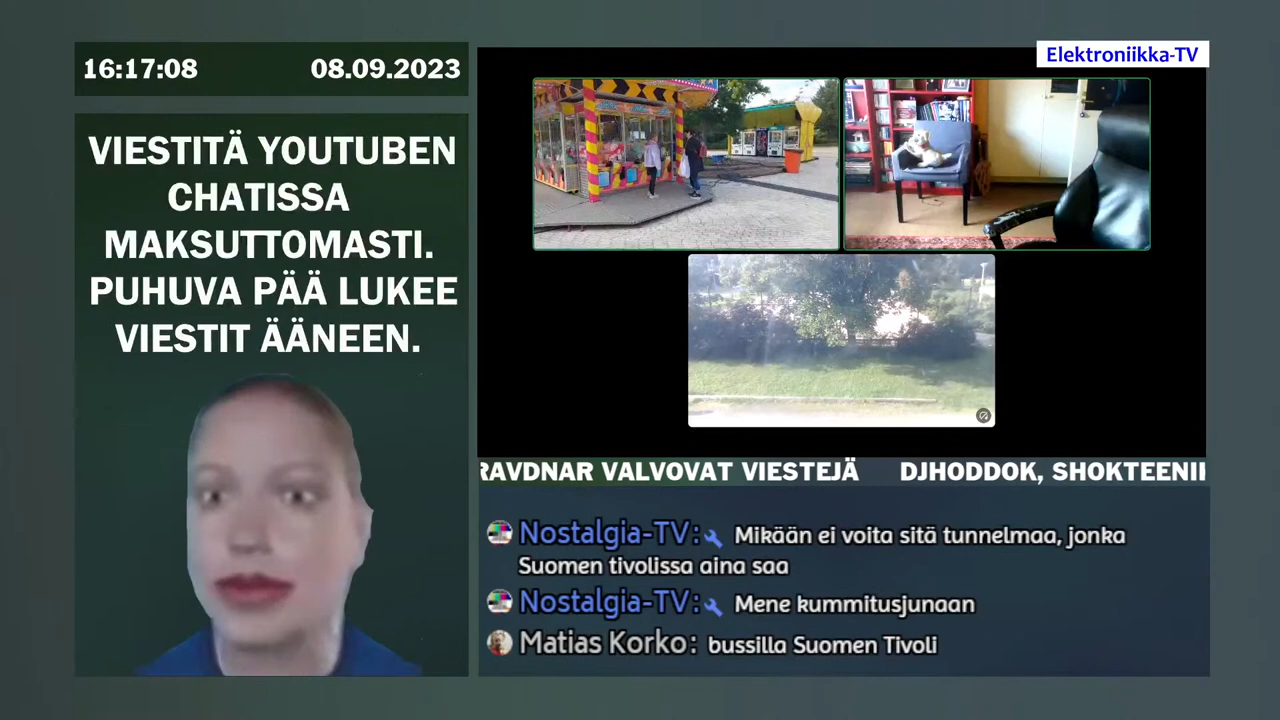 16:17:08 08.09.2023
Elektroniikka-TV
VIESTITÄ YOUTUBEN
CHATISSA
MAKSUTTOMASTI.
PUHUVA PÄÄ LUKEE
VIESTIT ÄÄNEEN.
RAVDNAR VALVOVAT VIESTEJÄ DJHODDOK, SHOKTEENII
Nostalgia-TV: Mikään ei voita sitä tunnelmaa, jonka
Suomen tivolissa aina saa
Nostalgia-TV: Mene kummitusjunaan
Matias Korko: bussilla Suomen Tivoli